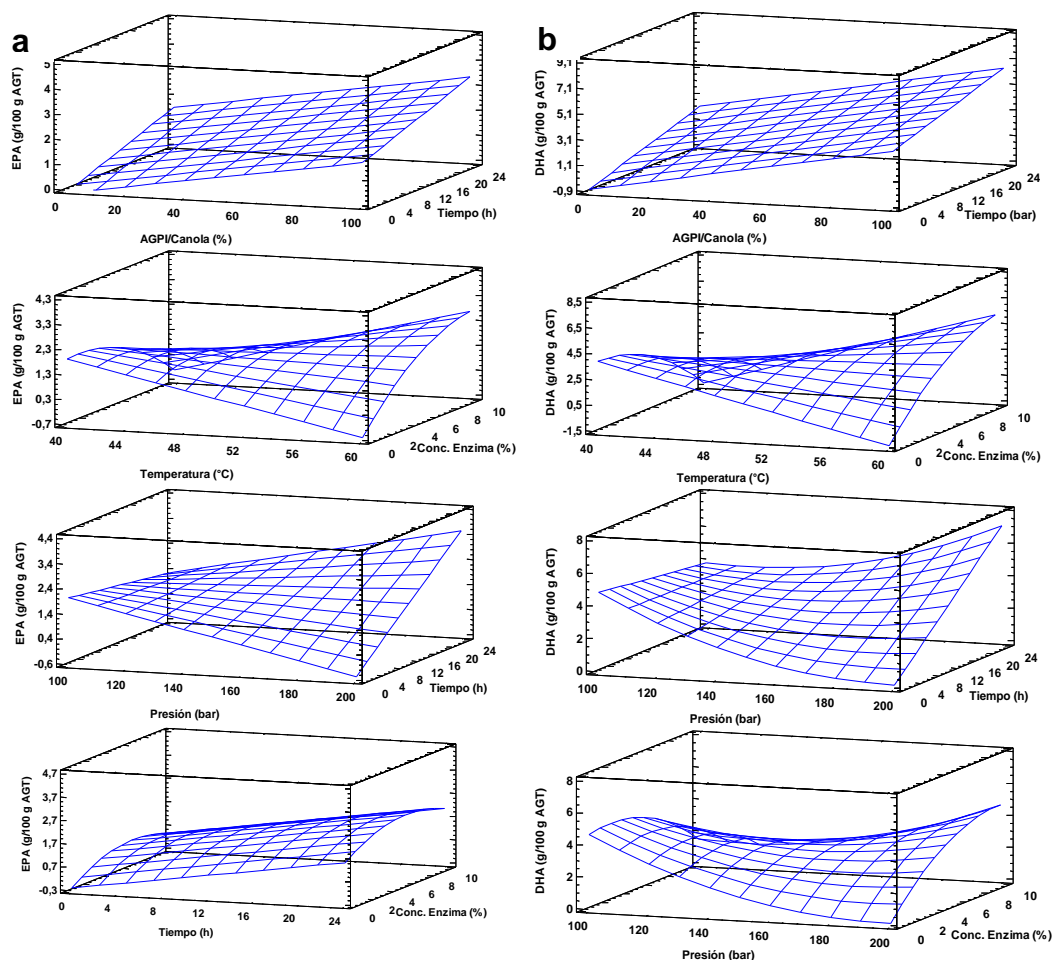 a
EPA (g/100 g AGT)
5
4
3
2
1
0
0 20 40 60 80 100
AGPI/Canola (%)
0 4 8 12 16 20 24
Tiempo (h)
b
DHA (g/100 g AGT)
9,1
7,1
5,1
3,1
1,1
-0,9
0 20 40 60 80 100
AGPI/Canola (%)
0 4 8 12 16 20 24
Tiempo (bar)
EPA (g/100 g AGT)
4,3
3,3
2,3
1,3
0,3
-0,7
40 44 48 52 56 60
Temperatura (°C)
0 2 4 6 8 10
Conc. Enzima (%)
DHA (g/100 g AGT)
8,5
6,5
4,5
2,5
0,5
-1,5
40 44 48 52 56 60
Temperatura (°C)
0 2 4 6 8 10
Conc. Enzima (%)
EPA (g/100 g AGT)
4,4
3,4
2,4
1,4
0,4
-0,6
100 120 140 160 180 200
Presión (bar)
0 4 8 12 16 20 24
Tiempo (h)
DHA (g/100 g AGT)
8
6
4
2
0
100 120 140 160 180 200
Presión (bar)
0 4 8 12 16 20 24
Tiempo (h)
EPA (g/100 g AGT)
4,7
3,7
2,7
1,7
0,7
-0,3
0 4 8 12 16 20 24
Tiempo (h)
0 2 4 6 8 10
Conc. Enzima (%)
DHA (g/100 g AGT)
8
6
4
2
0
100 120 140 160 180 200
Presión (bar)
0 2 4 6 8 10
Conc. Enzima (%)